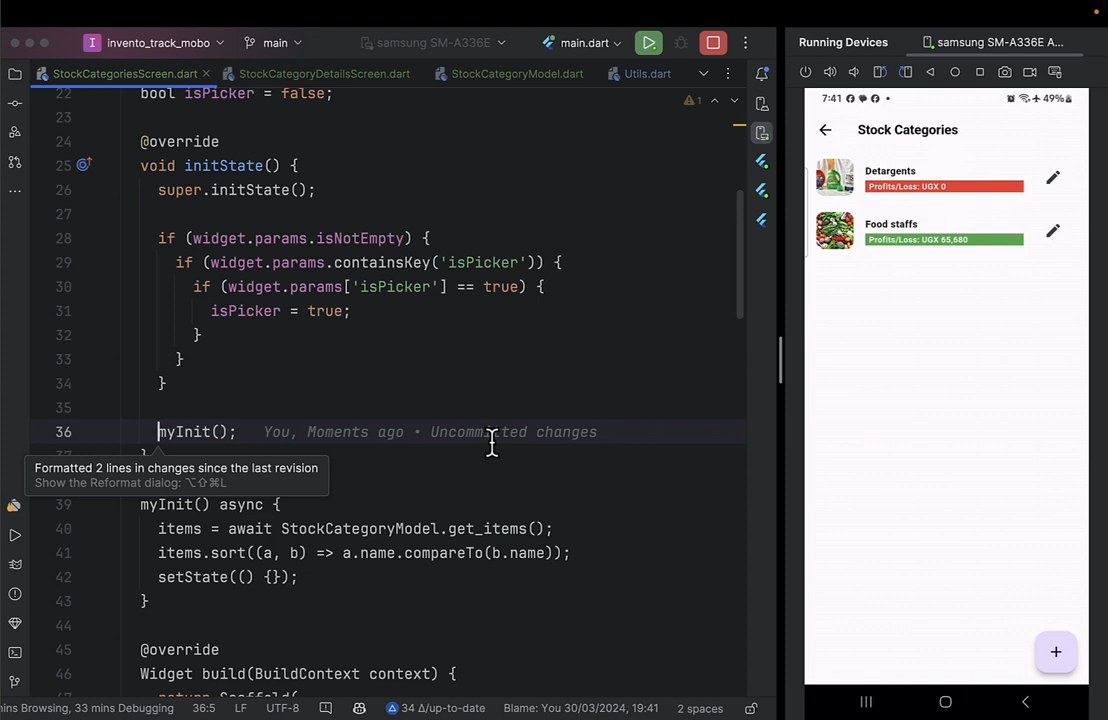 invento_track_mobo
main
samsung SM-A336E
main.dart
Running Devices
samsung SM-A336E A...
StockCategoriesScreen.dart
StockCategoryDetailsScreen.dart
StockCategoryModel.dart
Utils.dart
22 bool isPicker = false;
23
24 @override
25 void initState() {
26 super.initState();
27
28 if (widget.params.isNotEmpty) {
29 if (widget.params.containsKey('isPicker')) {
30 if (widget.params['isPicker'] == true) {
31 isPicker = true;
32 }
33 }
34 }
35
36 myInit(); You, Moments ago • Uncommitted changes
Formatted 2 lines in changes since the last revision
Show the Reformat dialog: ⌥⇧⌘L
39 myInit() async {
40 items = await StockCategoryModel.get_items();
41 items.sort((a, b) => a.name.compareTo(b.name));
42 setState(() {});
43 }
44
45 @override
46 Widget build(BuildContext context) {
47 return Scaffold(
1
7:41
49%
Stock Categories
Detargents
Profits/Loss: UGX 0
Food staffs
Profits/Loss: UGX 65,680
+
mins Browsing, 33 mins Debugging
36:5
LF
UTF-8
34 Δ/up-to-date
Blame: You 30/03/2024, 19:41
2 spaces